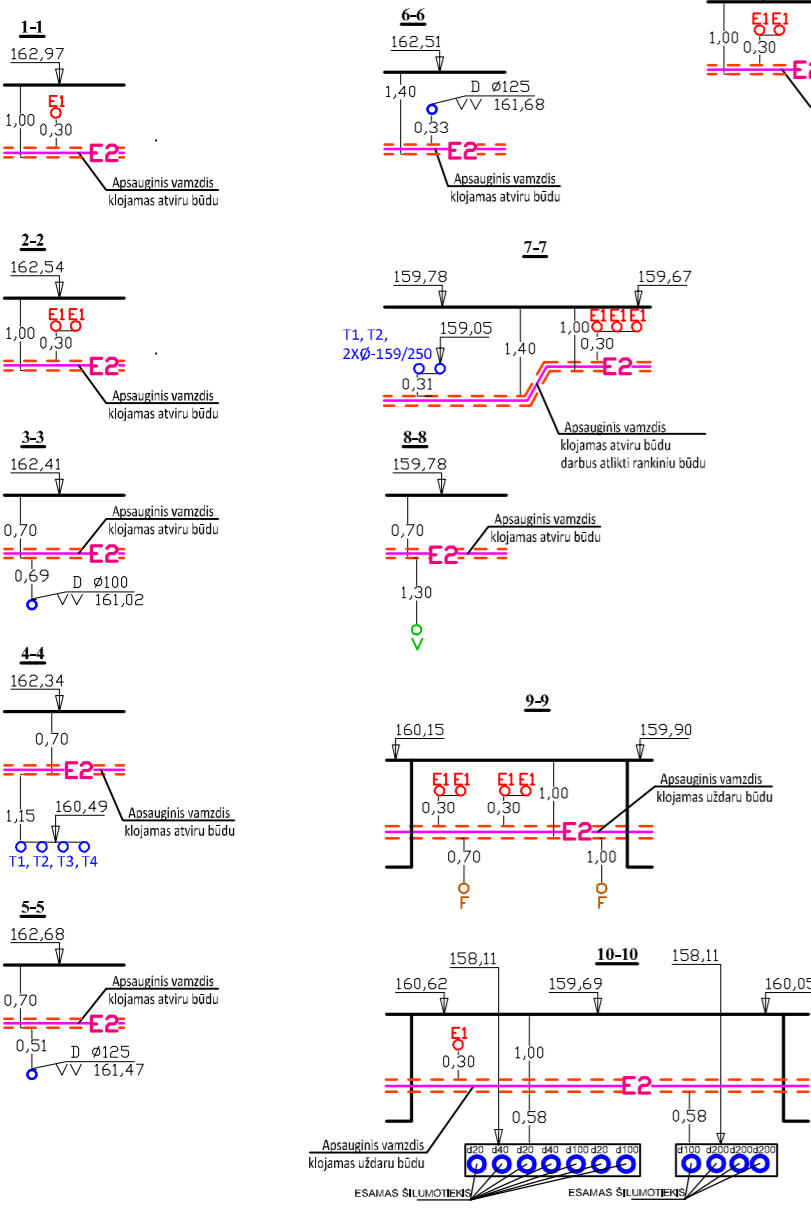 1-1
162,97
E1
1,00
0,30
E2
Apsauginis vamzdis
klojamas atviru būdu
2-2
162,54
E1 E1
1,00
0,30
E2
Apsauginis vamzdis
klojamas atviru būdu
3-3
162,41
Apsauginis vamzdis
klojamas atviru būdu
0,70
E2
0,69
D Ø100
VV 161,02
4-4
162,34
0,70
E2
1,15
160,49
Apsauginis vamzdis
klojamas atviru būdu
T1, T2, T3, T4
5-5
162,68
Apsauginis vamzdis
klojamas atviru būdu
0,70
E2
0,51
D Ø125
VV 161,47
6-6
162,51
1,40
D Ø125
VV 161,68
0,33
E2
Apsauginis vamzdis
klojamas atviru būdu
E1 E1
1,00
0,30
7-7
159,78
159,67
E1 E1 E1
T1, T2,
159,05
1,00
2XØ-159/250
1,40
0,30
0,31
E2
Apsauginis vamzdis
klojamas atviru būdu
darbus atlikti rankiniu būdu
8-8
159,78
0,70
Apsauginis vamzdis
klojamas atviru būdu
E2
1,30
V
9-9
160,15
159,90
E1 E1
E1 E1
1,00
0,30
0,30
Apsauginis vamzdis
klojamas uždaru būdu
E2
0,70
1,00
F
F
10-10
158,11
158,11
160,62
159,69
160,05
E1
0,30
1,00
E2
0,58
0,58
Apsauginis vamzdis
klojamas uždaru būdu
d20 d40 d20 d40 d100 d20 d100
d100 d200 d200 d200
ESAMAS ŠILUMOTIEKIS
ESAMAS ŠILUMOTIEKIS